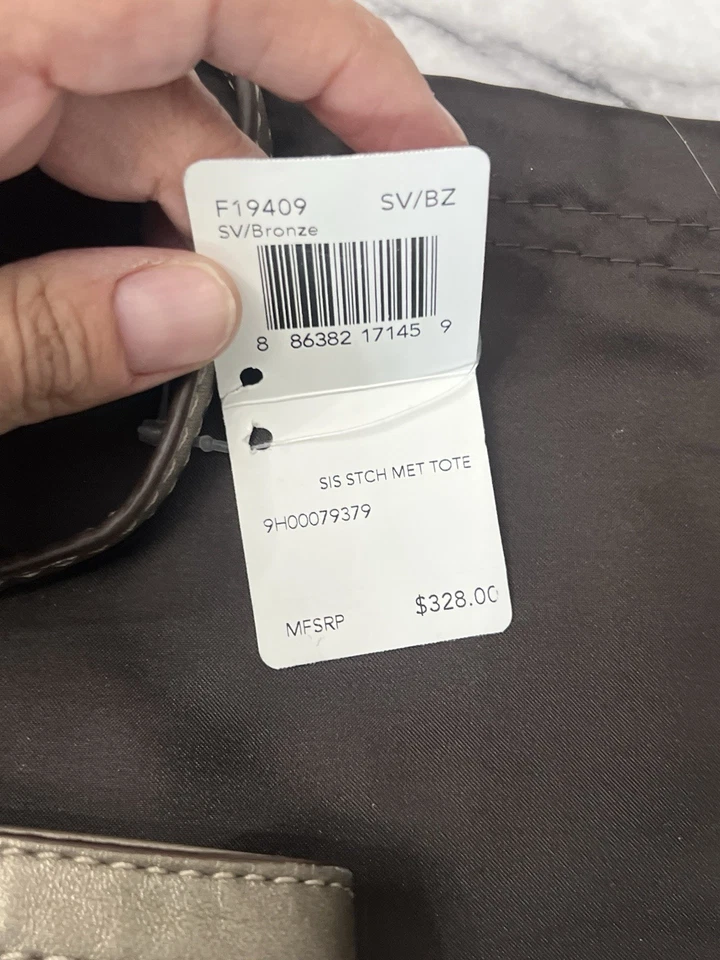 F19409 SV/BZ
SV/Bronze
8 86382 17145 9
SIS STCH MET TOTE
9H00079379
MFSRP $328.00